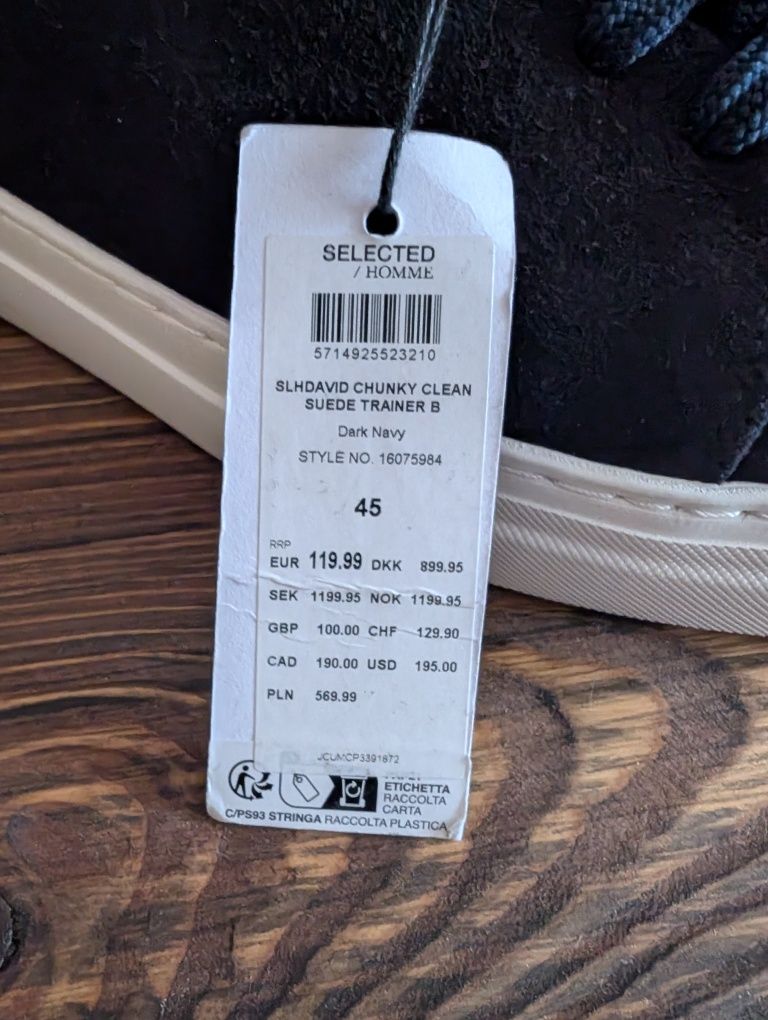 SELECTED
/ HOMME
5714925523210
SLHDAVID CHUNKY CLEAN
SUEDE TRAINER B
Dark Navy
STYLE NO. 16075984
45
RRP
EUR 119.99 DKK 899.95
SEK 1199.95 NOK 1199.95
GBP 100.00 CHF 129.90
CAD 190.00 USD 195.00
PLN 569.99
JCUMCP3391872
ETICHETTA
RACCOLTA
CARTA
C/PS93 STRINGA RACCOLTA PLASTICA